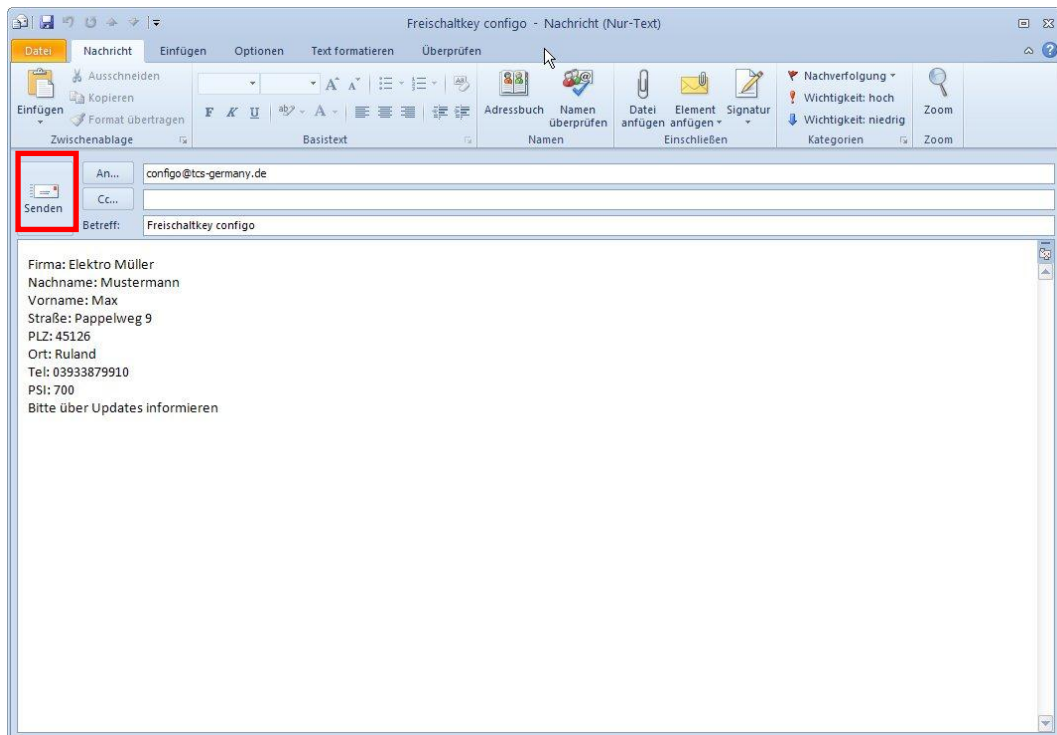 Freischaltkey configo - Nachricht (Nur-Text)
Datei Nachricht Einfügen Optionen Text formatieren Überprüfen
Einfügen
Ausschneiden
Kopieren
Format übertragen
Zwischenablage
F K U
Basistext
Adressbuch
Namen überprüfen
Namen
Datei anfügen
Element anfügen
Signatur
Einschließen
Nachverfolgung
Wichtigkeit: hoch
Wichtigkeit: niedrig
Kategorien
Zoom
Zoom
Senden
An... configo@tcs-germany.de
Cc...
Betreff: Freischaltkey configo
Firma: Elektro Müller
Nachname: Mustermann
Vorname: Max
Straße: Pappelweg 9
PLZ: 45126
Ort: Ruland
Tel: 03933879910
PSI: 700
Bitte über Updates informieren